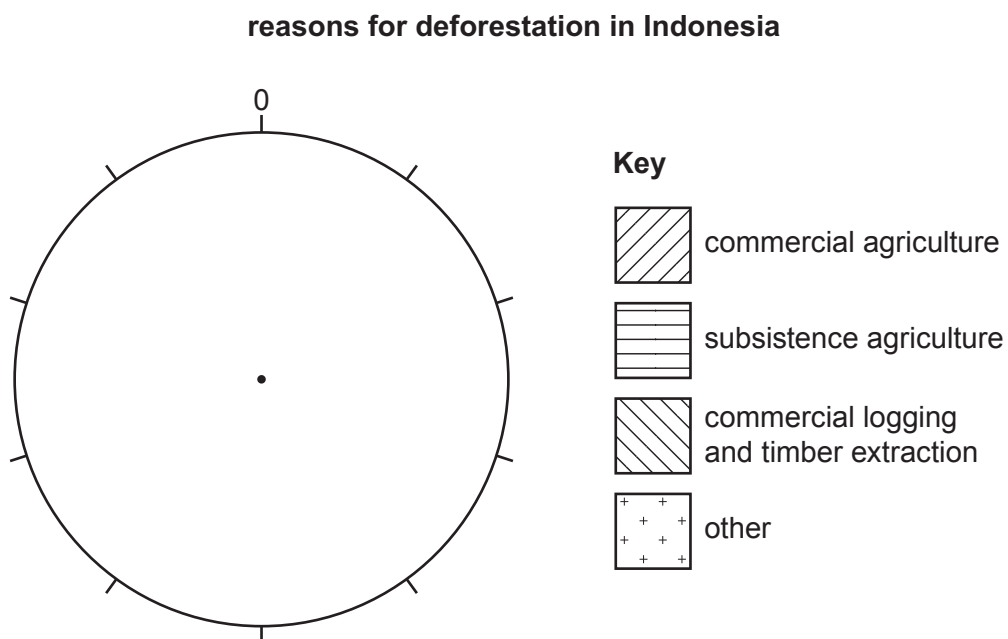 reasons for deforestation in Indonesia
0
Key
commercial agriculture
subsistence agriculture
commercial logging
and timber extraction
other